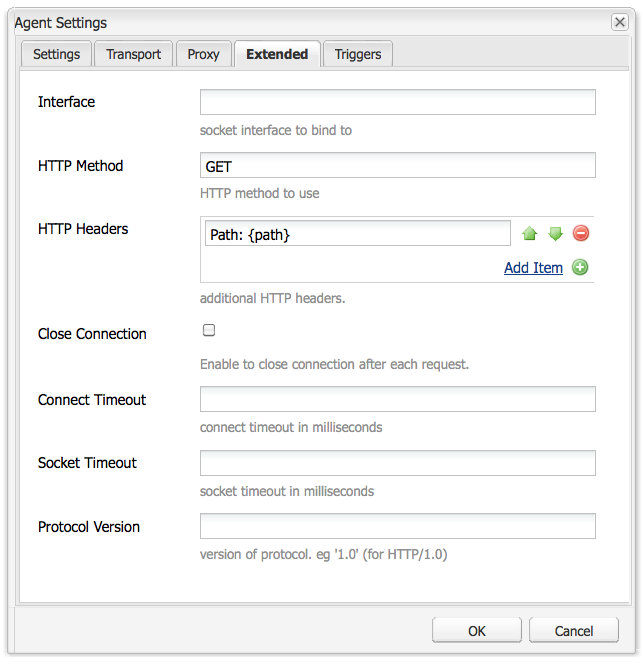 Agent Settings
Settings Transport Proxy Extended Triggers
Interface
socket interface to bind to
HTTP Method GET
HTTP method to use
HTTP Headers Path: {path}
Add Item
additional HTTP headers.
Close Connection
Enable to close connection after each request.
Connect Timeout
connect timeout in milliseconds
Socket Timeout
socket timeout in milliseconds
Protocol Version
version of protocol. eg '1.0' (for HTTP/1.0)
OK Cancel